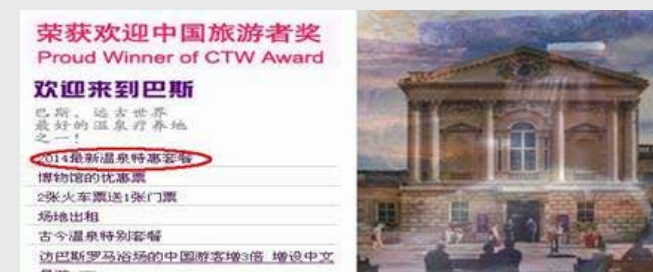 荣获欢迎中国旅游者奖
Proud Winner of CTW Award
欢迎来到巴斯
巴斯，远古世界
最好的温泉疗养地
之一！
2014最新温泉特惠套餐
博物馆的优惠票
2张火车票送1张门票
场地出租
古今温泉特别套餐
访巴斯罗马浴场的中国游客增3倍 增设中文